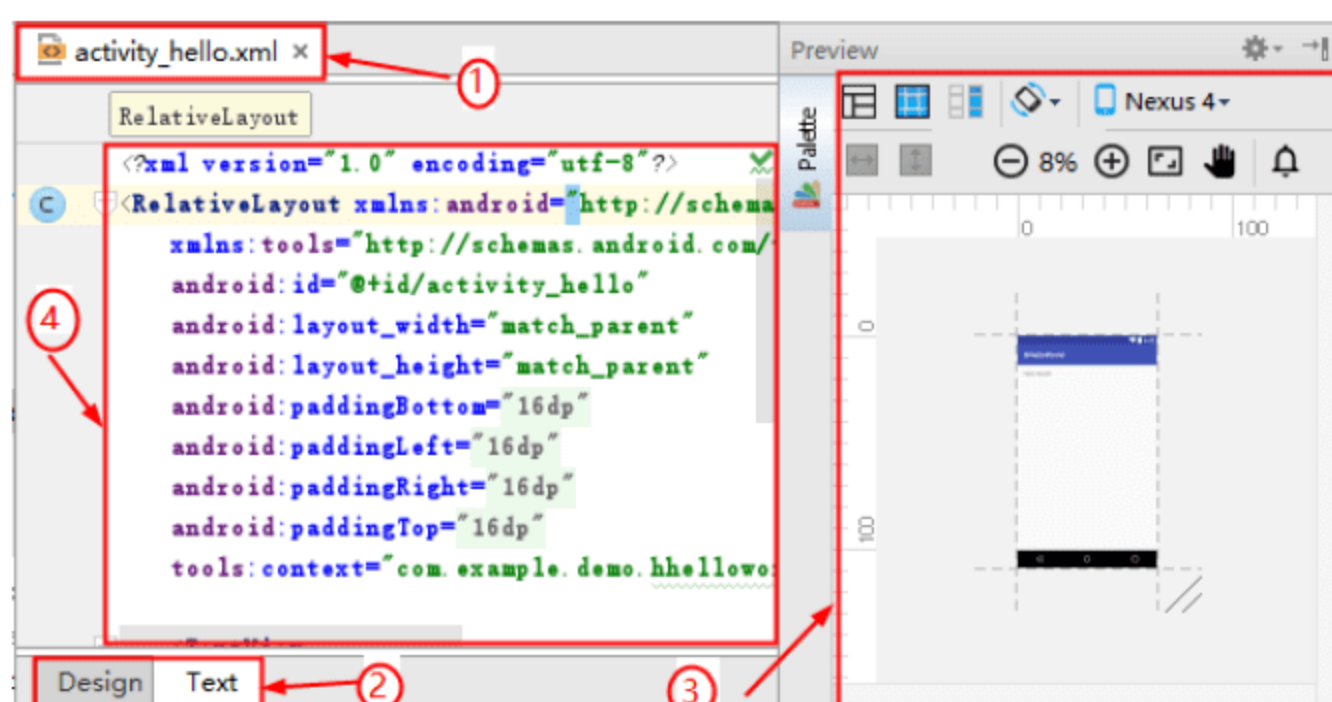 activity_hello.xml ×
1
Preview
RelativeLayout
Palette
Nexus 4
8%
<?xml version="1.0" encoding="utf-8"?>
C
<RelativeLayout xmlns:android="http://schema
xmlns:tools="http://schemas.android.com/
android:id="@+id/activity_hello"
android:layout_width="match_parent"
android:layout_height="match_parent"
android:paddingBottom="16dp"
android:paddingLeft="16dp"
android:paddingRight="16dp"
android:paddingTop="16dp"
tools:context="com.example.demo.hhellowo
4
0
100
0
100
Design
Text
2
3